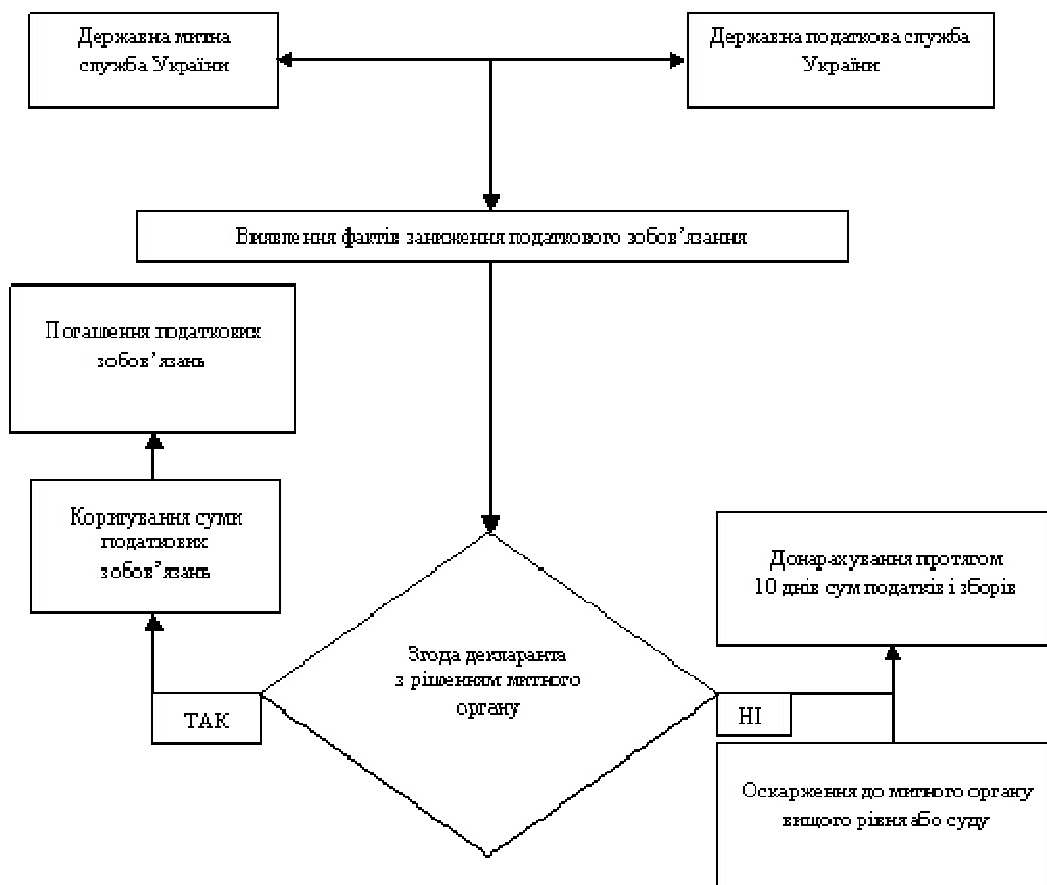 Державна митна
служба України
Державна податкова служба
України
Виявлення фактів заниження податкового зобов’язання
Погашення податкових
зобов’язань
Коригування суми
податкових
зобов’язань
Донарахування протягом
10 днів сум податків і зборів
Згода декларанта
з рішенням митного
органу
ТАК
НІ
Оскарження до митного органу
вищого рівня або суду